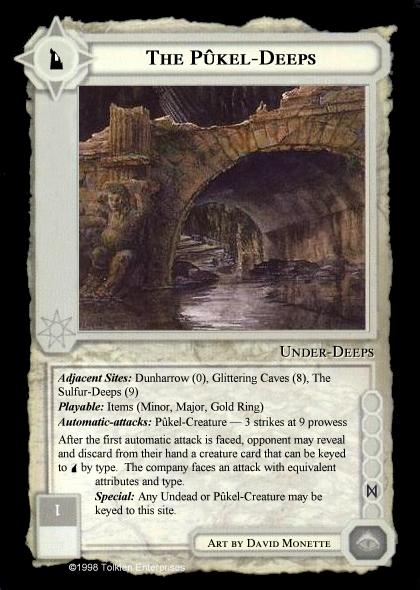 THE PÛKEL-DEEPS
UNDER-DEEPS
Adjacent Sites: Dunharrow (0), Glittering Caves (8), The
Sulfur-Deeps (9)
Playable: Items (Minor, Major, Gold Ring)
Automatic-attacks: Pûkel-Creature — 3 strikes at 9 prowess
After the first automatic attack is faced, opponent may reveal
and discard from their hand a creature card that can be keyed
to by type. The company faces an attack with equivalent
attributes and type.
Special: Any Undead or Pûkel-Creature may be
keyed to this site.
1
ART BY DAVID MONETTE
©1998 Tolkien Enterprises